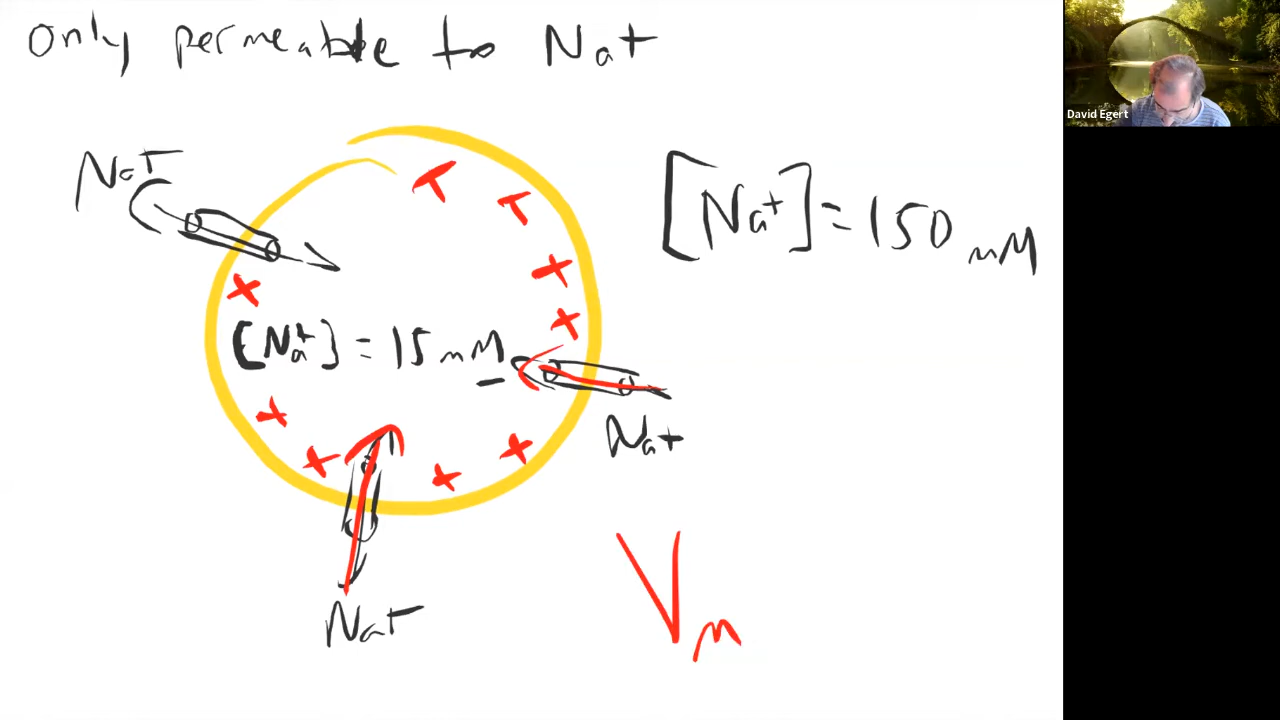 only permeable to Na+
David Egert
Na+
[Na+] = 150 mM
[Na+] = 15 mM
Na+
Na+
Vm